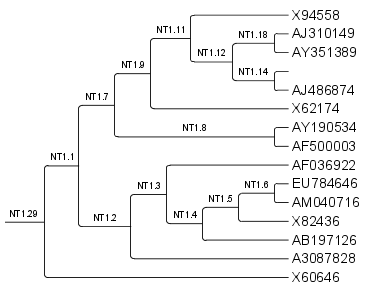 X94558
NT1.11
NT1.18
AJ310149
AY351389
NT1.12
NT1.9
NT1.14
AJ486874
NT1.7
X62174
NT1.8
AY190534
AF500003
NT1.1
AF036922
NT1.3
NT1.6
EU784646
NT1.5
AM040716
NT1.29
NT1.2
NT1.4
X82436
AB197126
A3087828
X60646